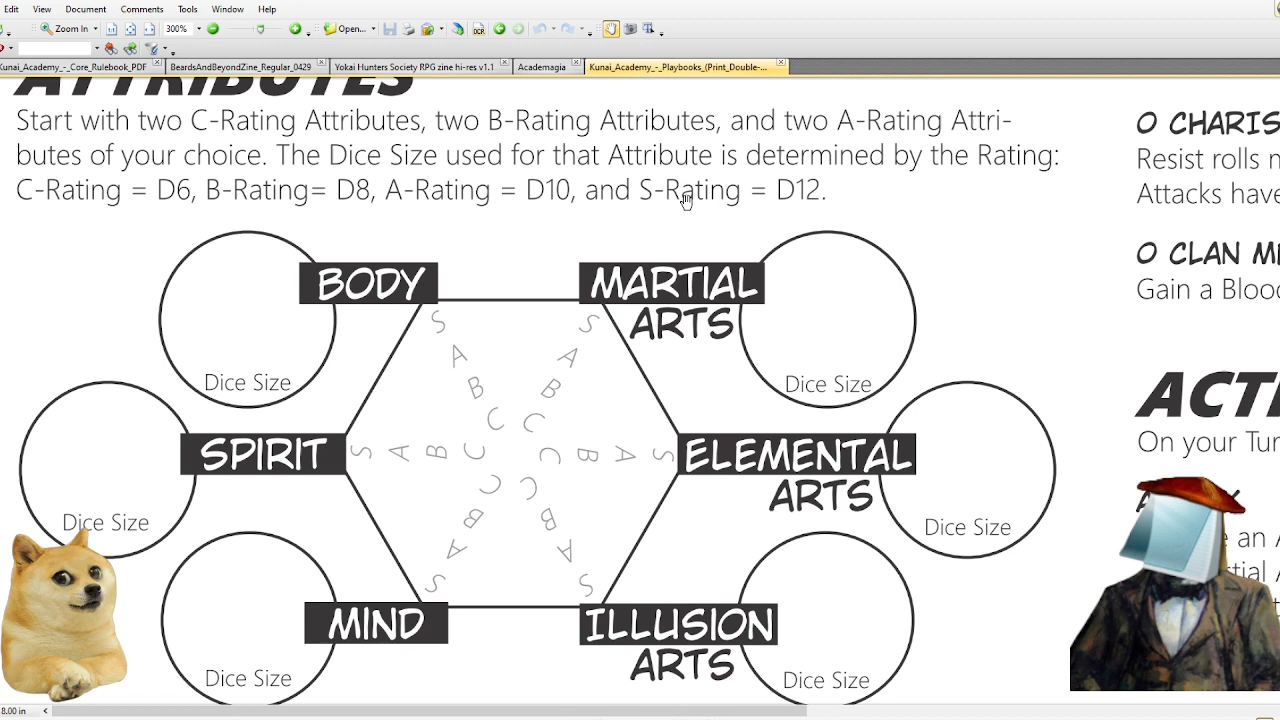 Edit View Document Comments Tools Window Help
Zoom In 300% Open... OCR
Kunai_Academy_-_Core_Rulebook_PDF BeardsAndBeyondZine_Regular_0429 Yokai Hunters Society RPG zine hi-res v1.1 Academagia Kunai_Academy_-_Playbooks_(Print_Double-...
ATTRIBUTES
Start with two C-Rating Attributes, two B-Rating Attributes, and two A-Rating Attri-
butes of your choice. The Dice Size used for that Attribute is determined by the Rating:
C-Rating = D6, B-Rating= D8, A-Rating = D10, and S-Rating = D12.
BODY
Dice Size
MARTIAL
ARTS
Dice Size
SPIRIT
Dice Size
S A B C
S A B C
S A B C
S A B C
S A B C
S A B C
ELEMENTAL
ARTS
Dice Size
MIND
Dice Size
ILLUSION
ARTS
Dice Size
O CHARIS
Resist rolls
Attacks have
O CLAN
Gain a Bloo
ACTI
On your Tur
an
8.00 in